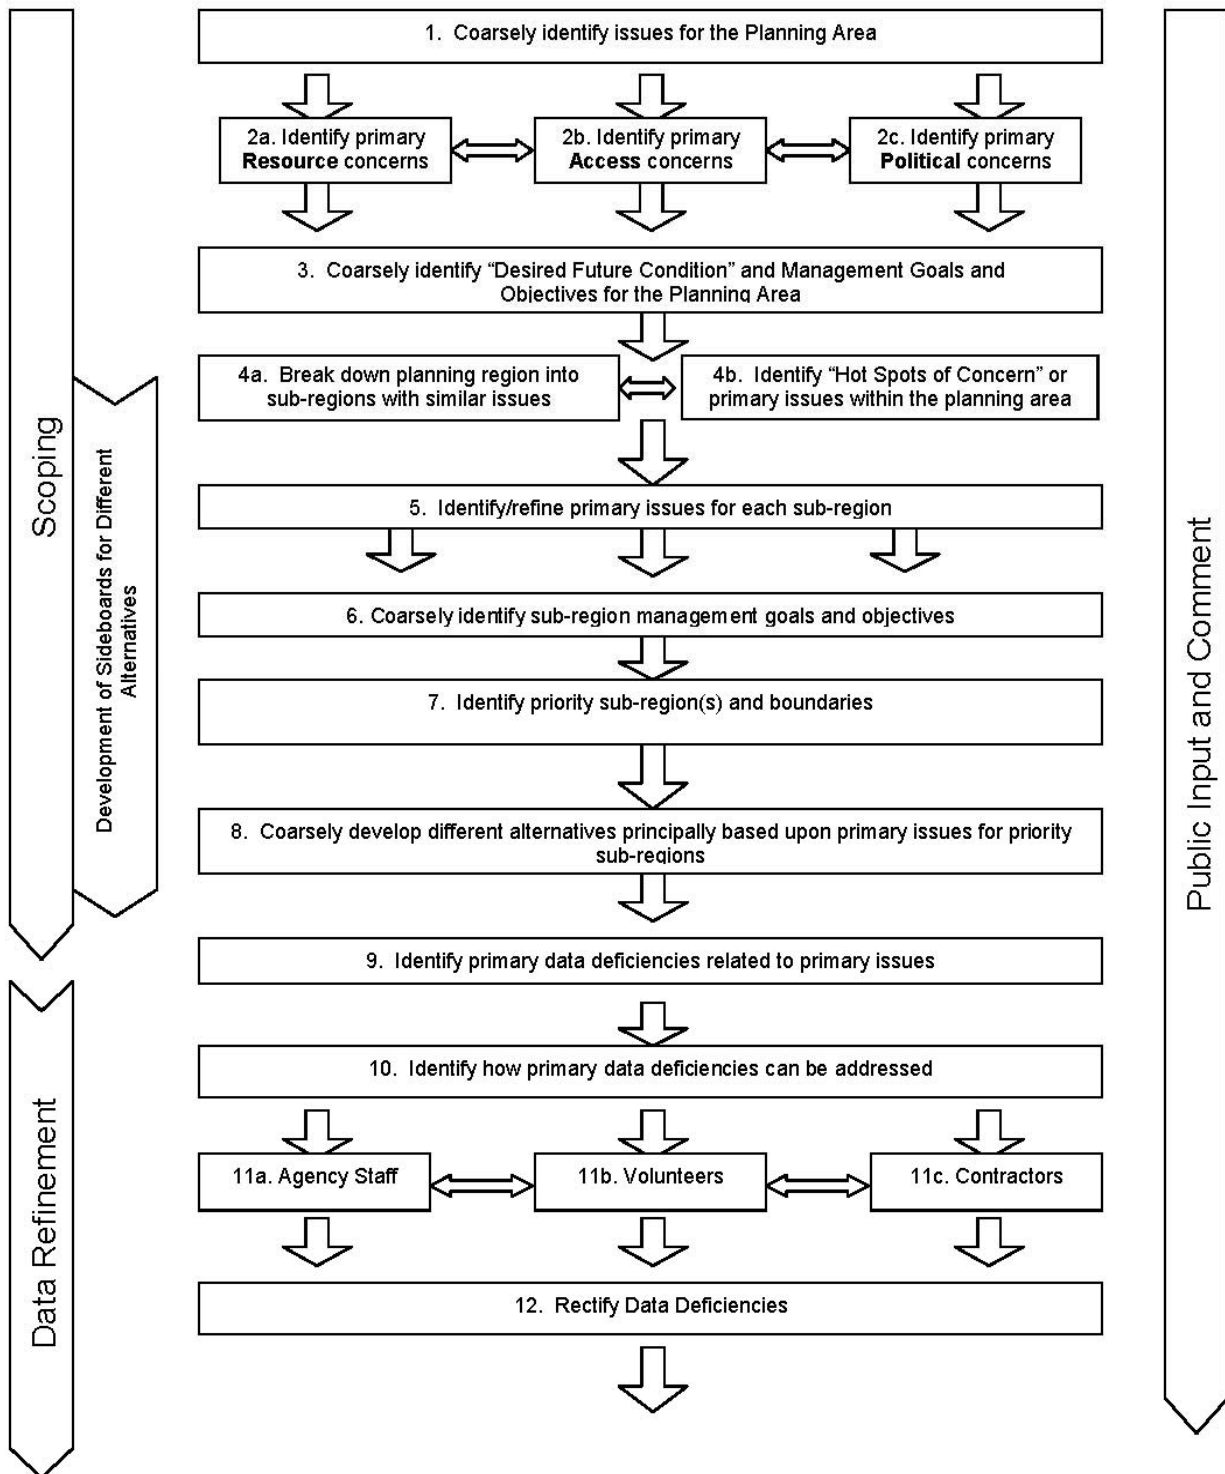 1. Coarsely identify issues for the Planning Area
2a. Identify primary
Resource concerns
2b. Identify primary
Access concerns
2c. Identify primary
Political concerns
3. Coarsely identify “Desired Future Condition” and Management Goals and
Objectives for the Planning Area
4a. Break down planning region into
sub-regions with similar issues
4b. Identify “Hot Spots of Concern” or
primary issues within the planning area
5. Identify/refine primary issues for each sub-region
6. Coarsely identify sub-region management goals and objectives
7. Identify priority sub-region(s) and boundaries
8. Coarsely develop different alternatives principally based upon primary issues for priority
sub-regions
9. Identify primary data deficiencies related to primary issues
10. Identify how primary data deficiencies can be addressed
11a. Agency Staff
11b. Volunteers
11c. Contractors
12. Rectify Data Deficiencies
Scoping
Development of Sideboards for Different
Alternatives
Data Refinement
Public Input and Comment